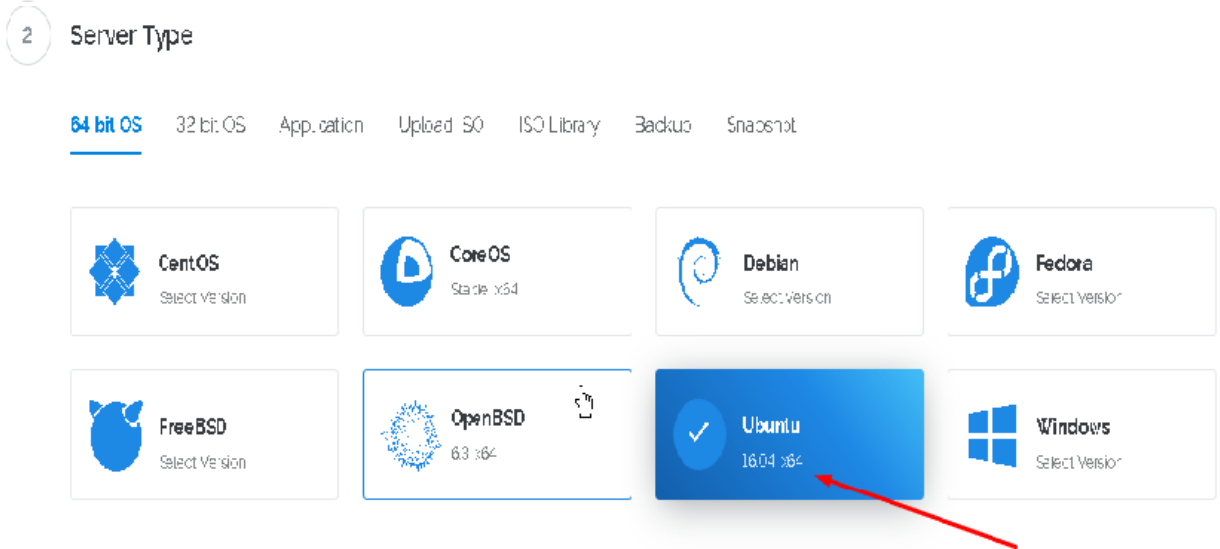 2 Server Type
64 bit OS 32 bit OS Application Upload ISO ISO Library Backup Snapshot
CentOS
Select Version
CoreOS
Stable x64
Debian
Select Version
Fedora
Select Version
FreeBSD
Select Version
OpenBSD
6.3 x64
Ubuntu
16.04 x64
Windows
Select Version